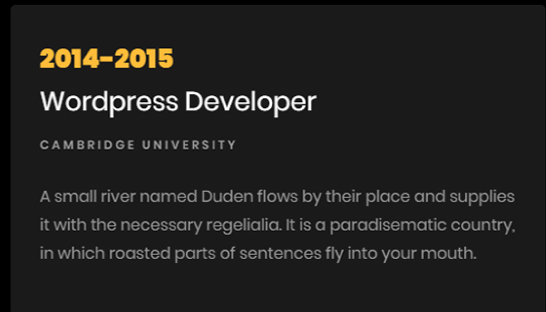 2014-2015
Wordpress Developer
CAMBRIDGE UNIVERSITY
A small river named Duden flows by their place and supplies
it with the necessary regelialia. It is a paradisematic country,
in which roasted parts of sentences fly into your mouth.